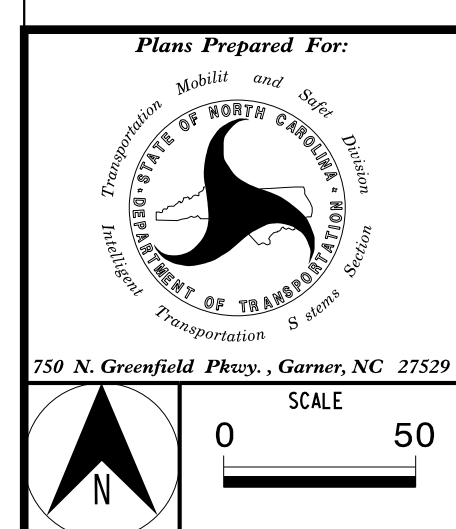 Plans Prepared For:
Transportation Mobilit and Safet Division
STATE OF NORTH CAROLINA
DEPARTMENT OF TRANSPORTATION
Intelligent Transportation S stems Section
750 N. Greenfield Pkwy. , Garner, NC 27529
SCALE
0 50
N